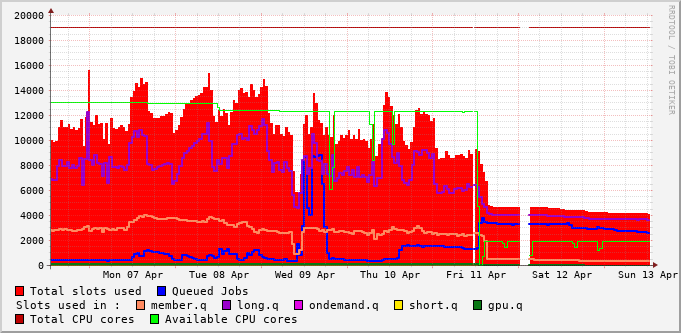 20000
18000
16000
14000
12000
10000
8000
6000
4000
2000
0
Mon 07 Apr Tue 08 Apr Wed 09 Apr Thu 10 Apr Fri 11 Apr Sat 12 Apr Sun 13 Apr
Total slots used Queued Jobs
Slots used in : member.q long.q ondemand.q short.q gpu.q
Total CPU cores Available CPU cores
RRDTOOL / TOBI OETIKER